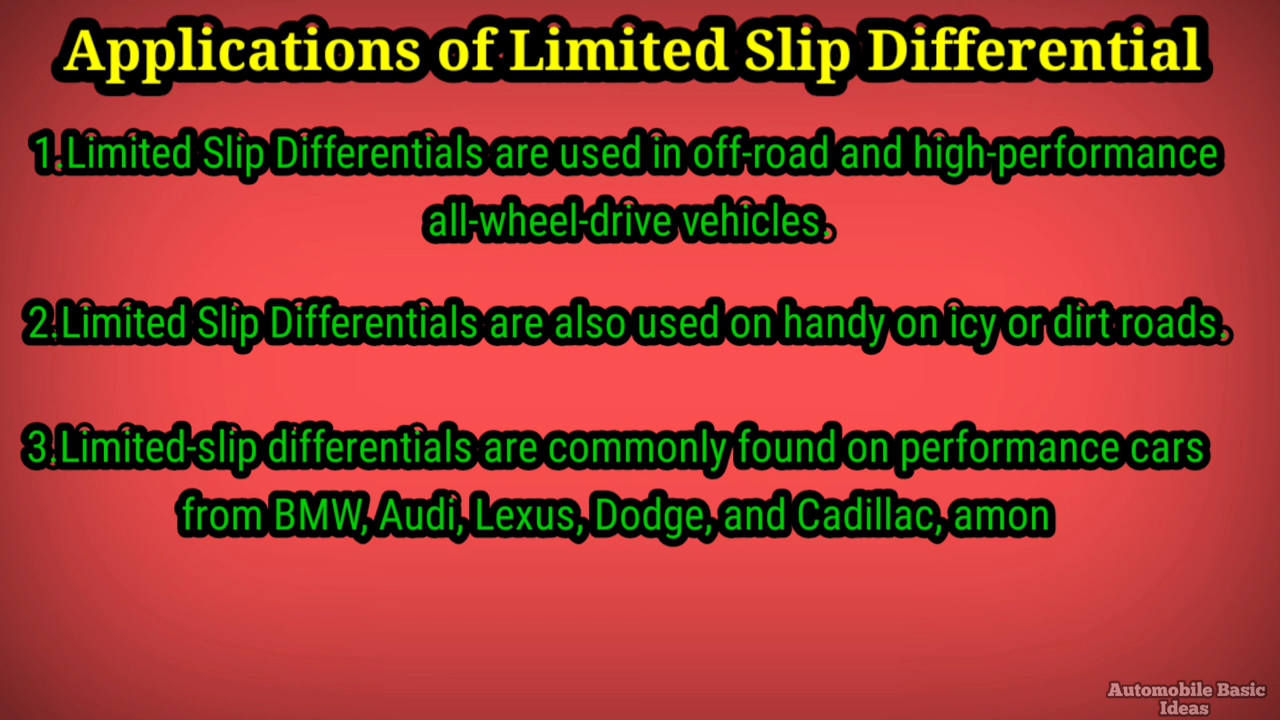 Applications of Limited Slip Differential
1.Limited Slip Differentials are used in off-road and high-performance
all-wheel-drive vehicles.
2.Limited Slip Differentials are also used on handy on icy or dirt roads.
3.Limited-slip differentials are commonly found on performance cars
from BMW, Audi, Lexus, Dodge, and Cadillac, amon
Automobile Basic
Ideas